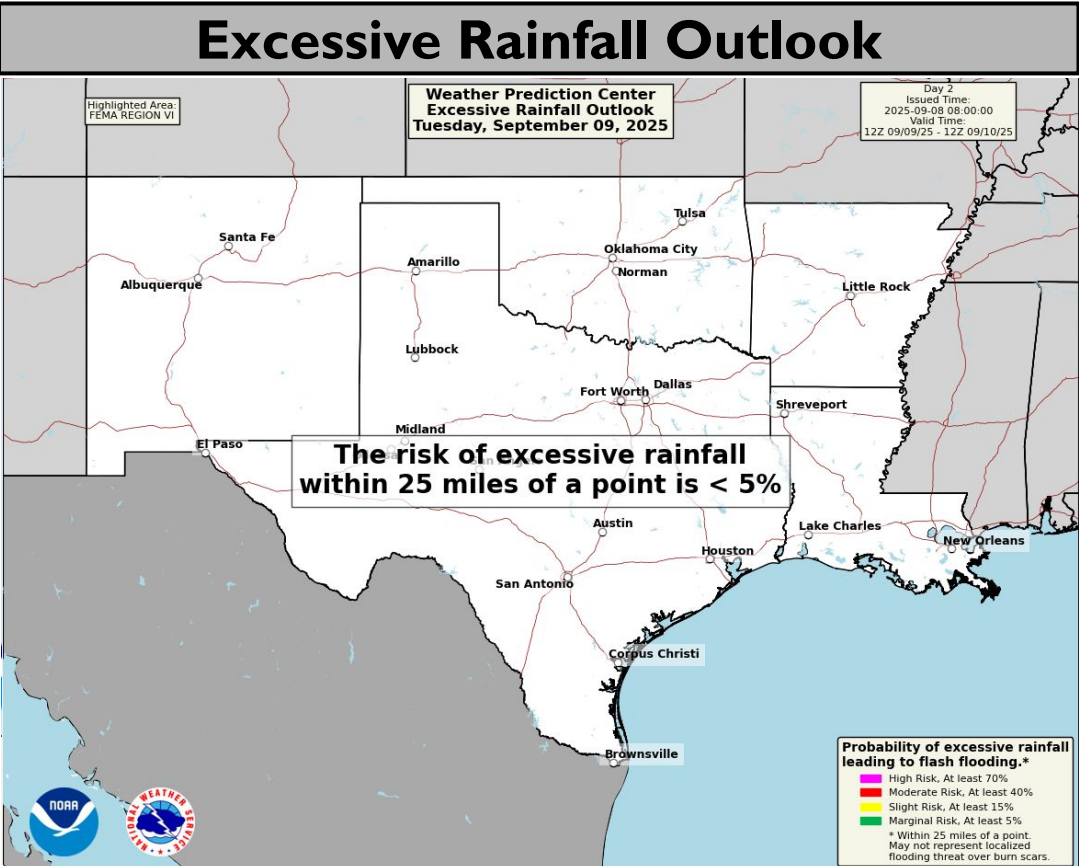 Excessive Rainfall Outlook
Highlighted Area:
FEMA REGION VI
Weather Prediction Center
Excessive Rainfall Outlook
Tuesday, September 09, 2025
Day 2
Issued Time:
2025-09-08 08:00:00
Valid Time:
12Z 09/09/25 - 12Z 09/10/25
Tulsa
Santa Fe
Oklahoma City
Amarillo
Norman
Albuquerque
Little Rock
Lubbock
Fort Worth
Dallas
Shreveport
Midland
El Paso
The risk of excessive rainfall
within 25 miles of a point is < 5%
Austin
Lake Charles
New Orleans
Houston
San Antonio
Corpus Christi
Brownsville
Probability of excessive rainfall
leading to flash flooding.*
High Risk, At least 70%
Moderate Risk, At least 40%
Slight Risk, At least 15%
Marginal Risk, At least 5%
* Within 25 miles of a point.
May not represent localized
flooding threat over burn scars.
NOAA
NATIONAL WEATHER SERVICE